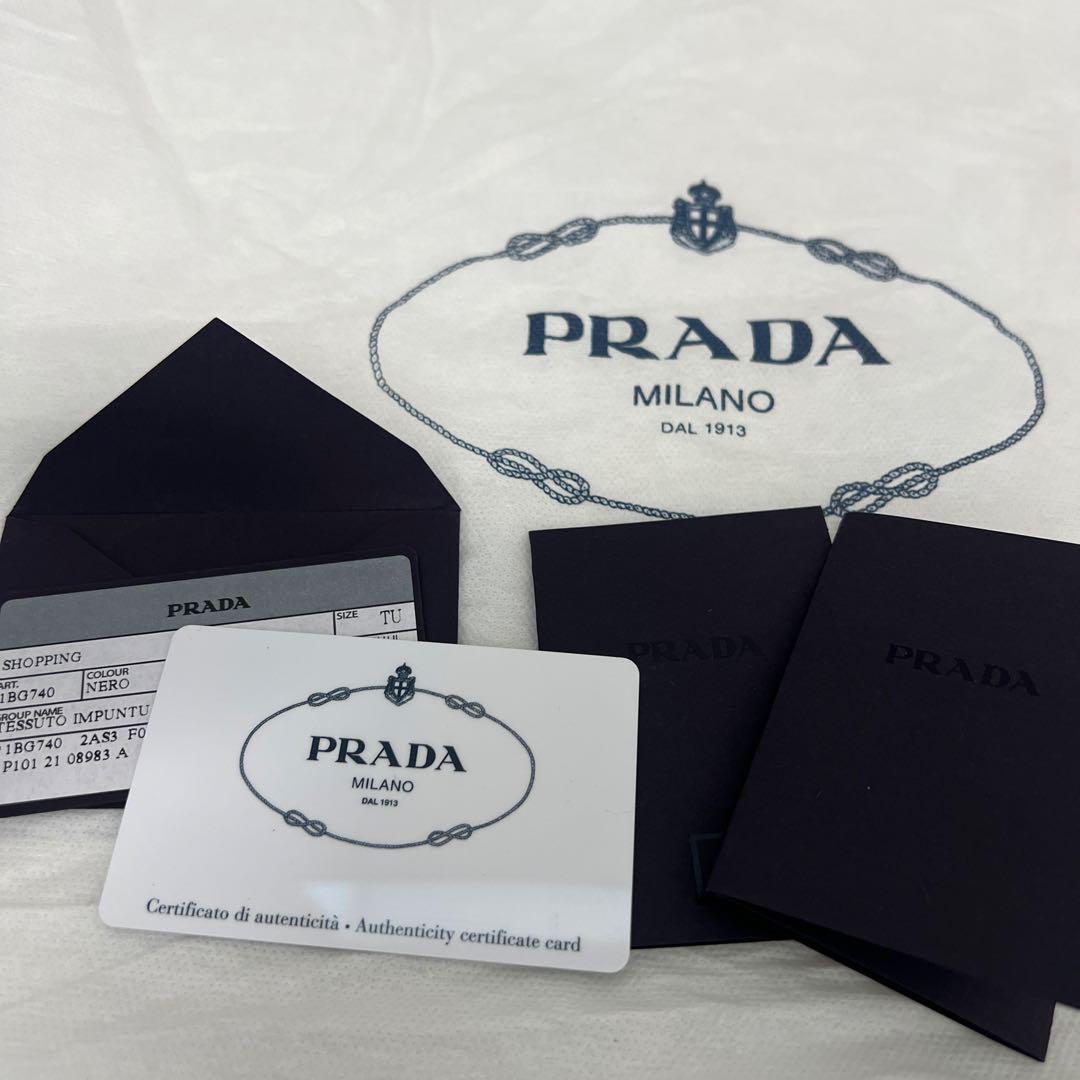 PRADA
MILANO
DAL 1913
PRADA
SIZE TU
SHOPPING
ART.
1BG740
COLOUR
NERO
GROUP NAME
TESSUTO IMPUNTU
1BG740 2AS3 F0
P101 21 08983 A
PRADA
MILANO
DAL 1913
Certificato di autenticità • Authenticity certificate card
PRADA
PRADA